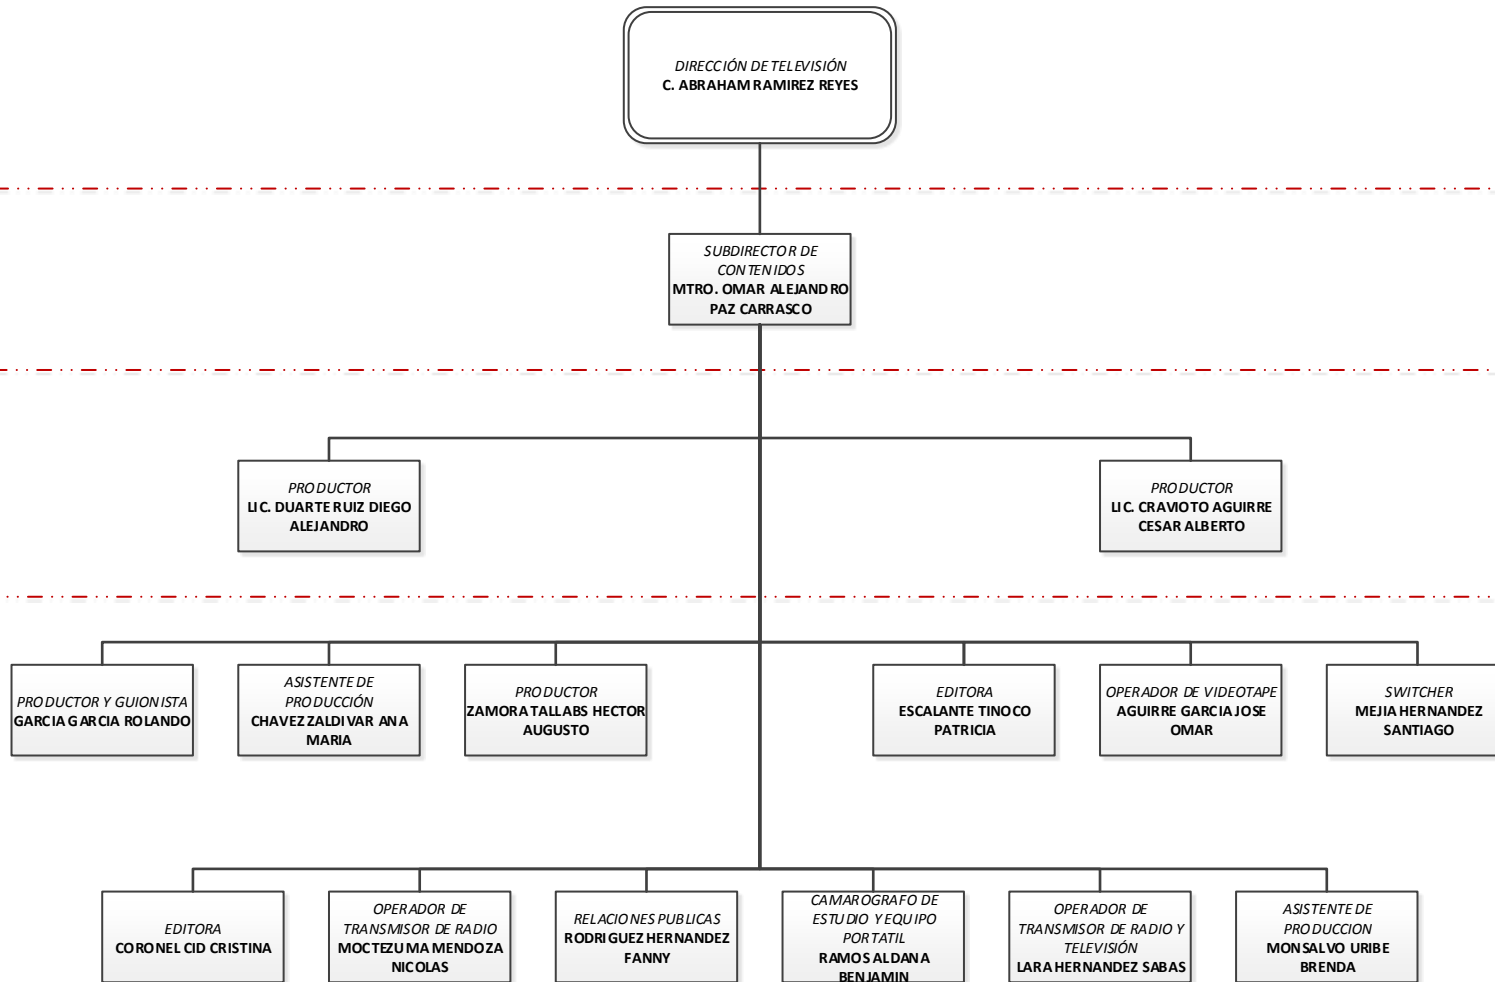 DIRECCIÓN DE TELEVISIÓN
C. ABRAHAM RAMIREZ REYES
SUBDIRECTOR DE
CONTENIDOS
MTRO. OMAR ALEJANDRO
PAZ CARRASCO
PRODUCTOR
LIC. DUARTE RUIZ DIEGO
ALEJANDRO
PRODUCTOR
LIC. CRAVIOTO AGUIRRE
CESAR ALBERTO
PRODUCTOR Y GUIONISTA
GARCIA GARCIA ROLANDO
ASISTENTE DE
PRODUCCIÓN
CHAVEZ ZALDIVAR ANA
MARIA
PRODUCTOR
ZAMORA TALLABS HECTOR
AUGUSTO
EDITORA
ESCALANTE TINOCO
PATRICIA
OPERADOR DE VIDEOTAPE
AGUIRRE GARCIA JOSE
OMAR
SWITCHER
MEJIA HERNANDEZ
SANTIAGO
EDITORA
CORONEL CID CRISTINA
OPERADOR DE
TRANSMISOR DE RADIO
MOCTEZUMA MENDOZA
NICOLAS
RELACIONES PUBLICAS
RODRIGUEZ HERNANDEZ
FANNY
CAMAROGRAFO DE
ESTUDIO Y EQUIPO
PORTATIL
RAMOS ALDANA
BENJAMIN
OPERADOR DE
TRANSMISOR DE RADIO Y
TELEVISIÓN
LARA HERNANDEZ SABAS
ASISTENTE DE
PRODUCCION
MONSALVO URIBE
BRENDA